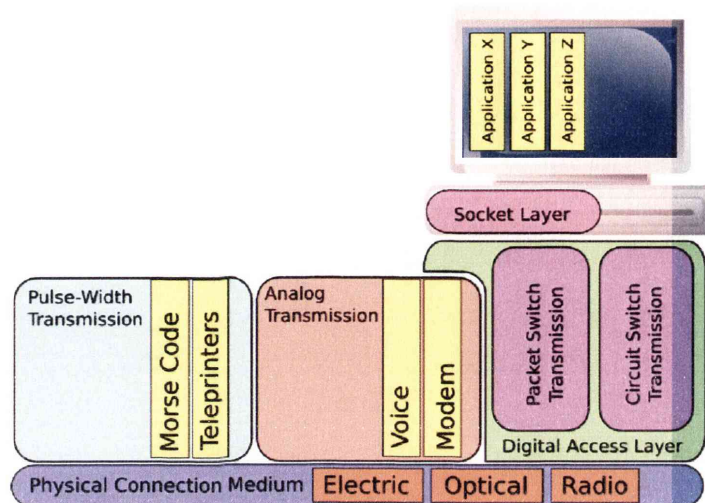 Application X
Application Y
Application Z
Socket Layer
Pulse-Width
Transmission
Morse Code
Teleprinters
Analog
Transmission
Voice
Modem
Packet Switch
Transmission
Circuit Switch
Transmission
Digital Access Layer
Physical Connection Medium
Electric
Optical
Radio